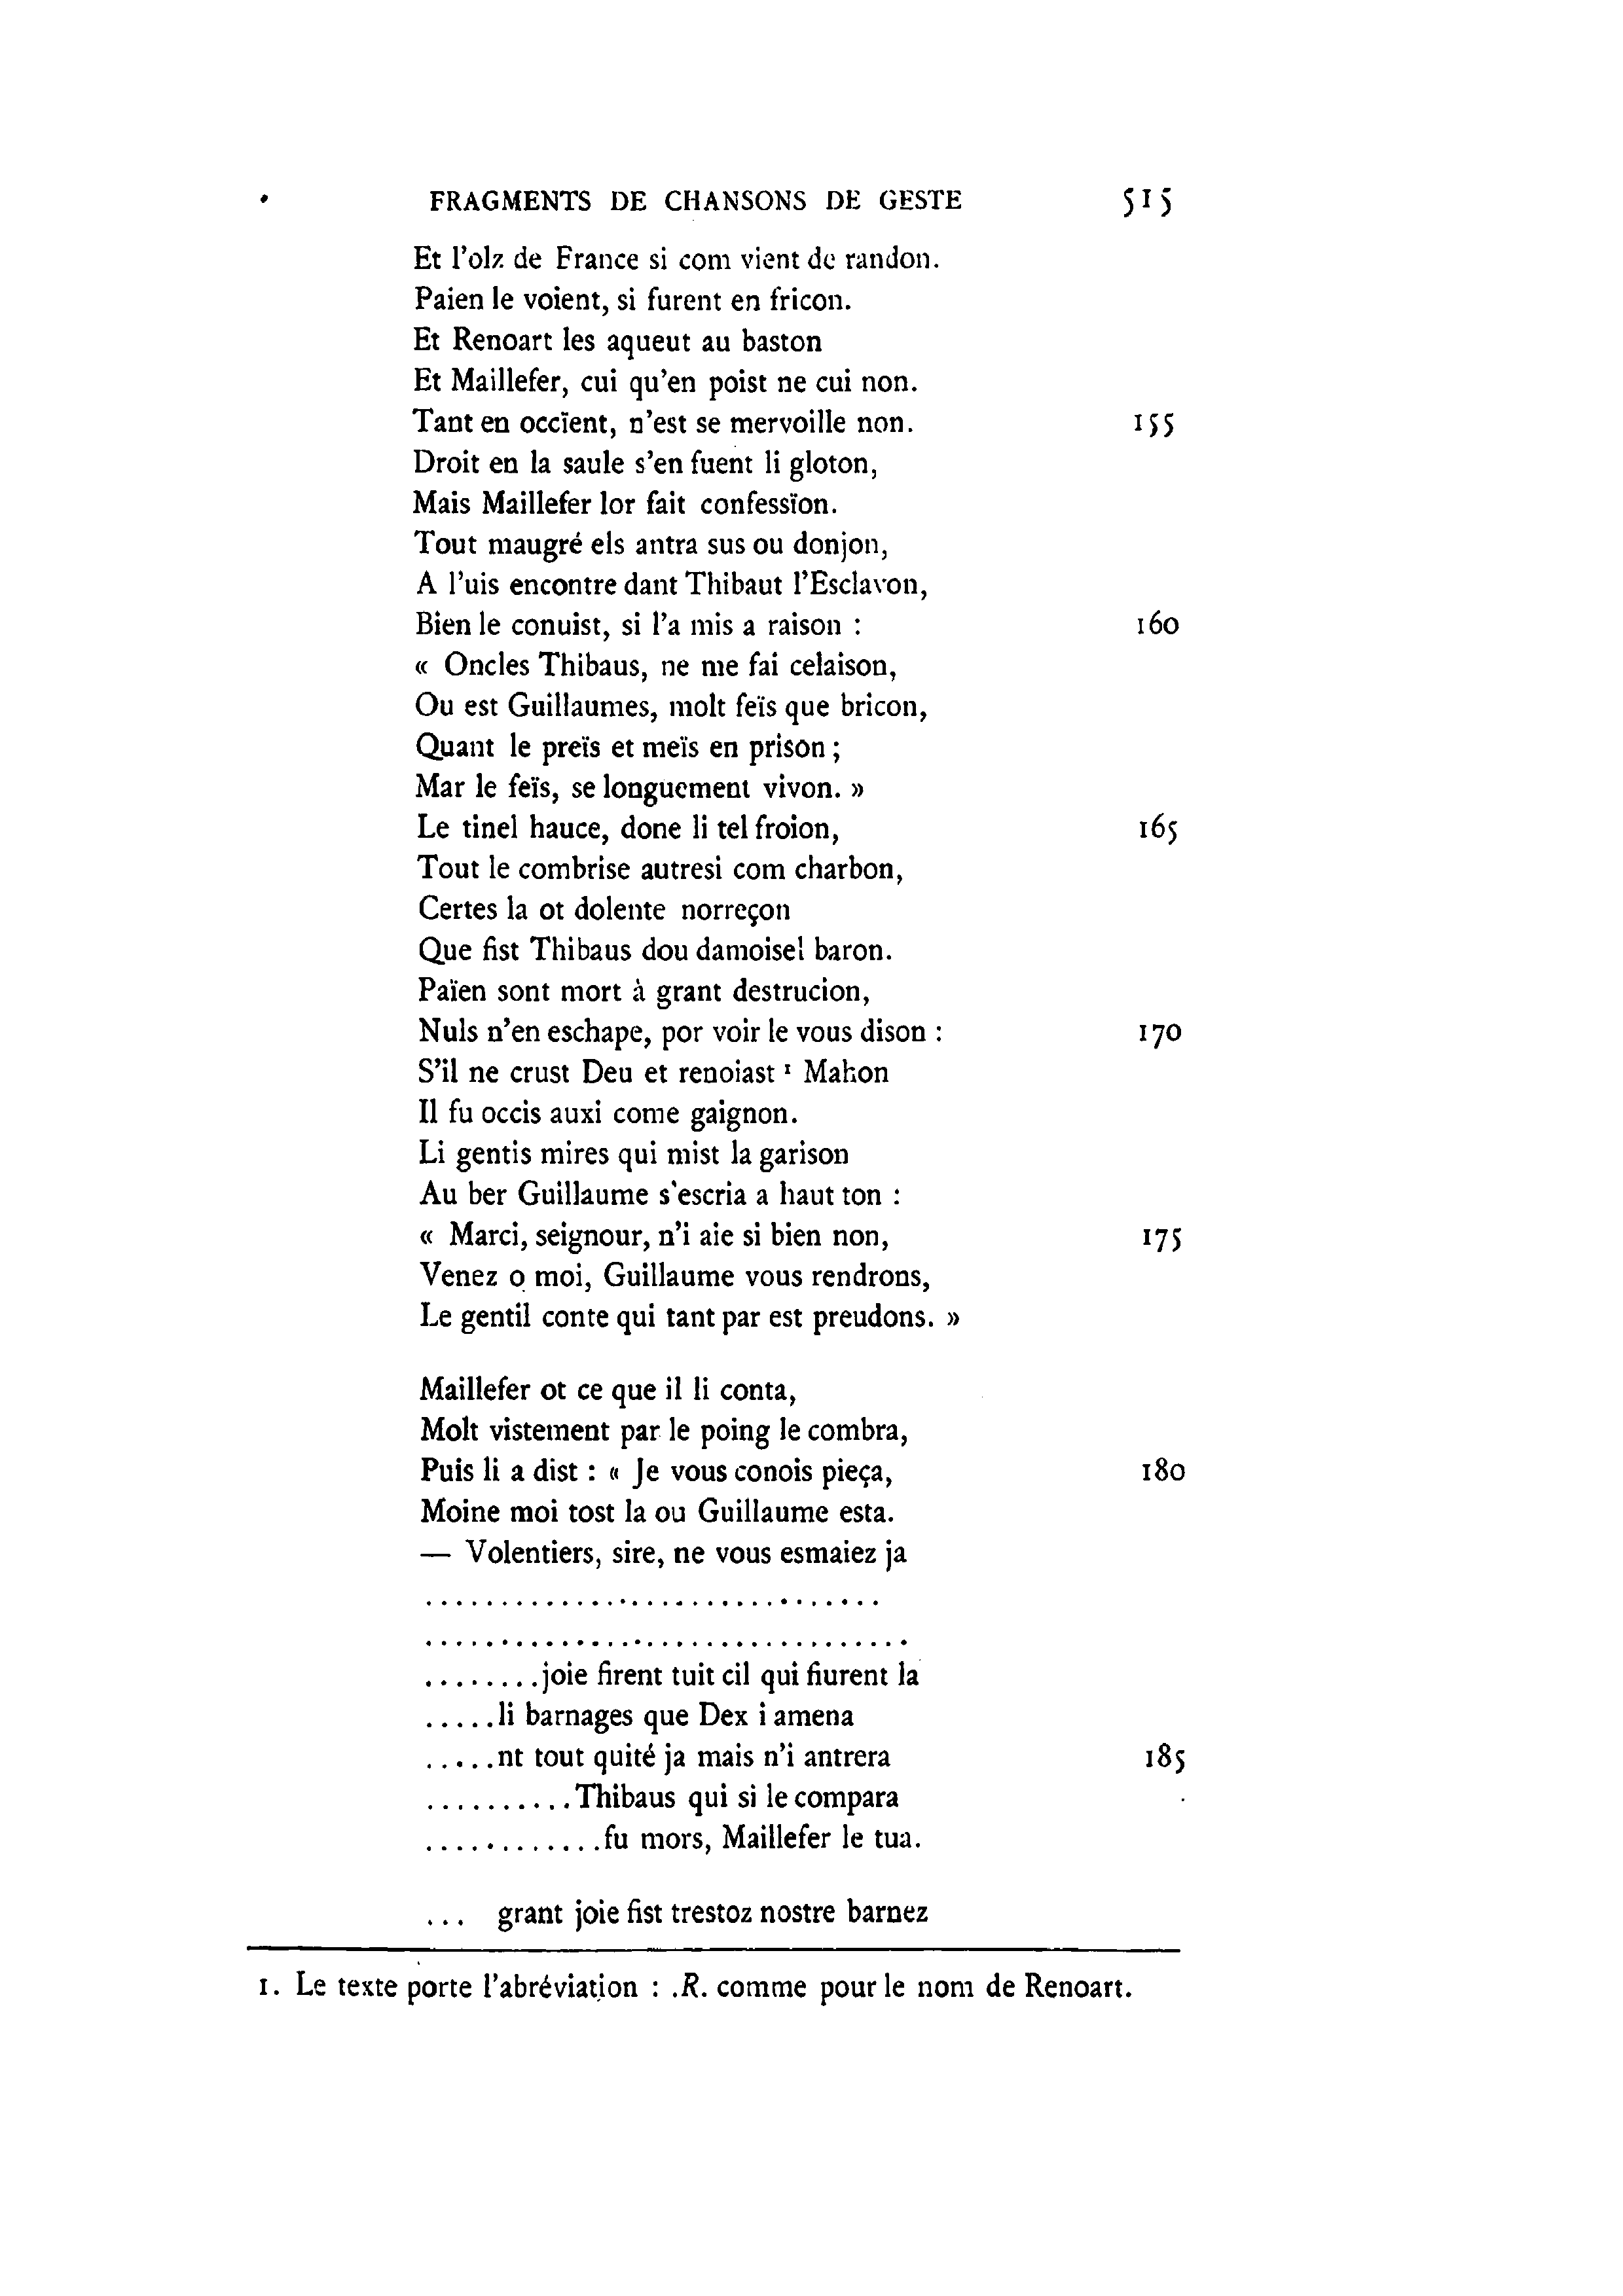 FRAGMENTS DE CHANSONS DE GESTE 515
Et l'olz de France si com vient de randon.
Paien le voient, si furent en fricon.
Et Renoart les aqueut au baston
Et Maillefer, cui qu'en poist ne cui non.
Tant en occïent, n'est se mervoille non. 155
Droit en la saule s'en fuent li gloton,
Mais Maillefer lor fait confessïon.
Tout maugré els antra sus ou donjon,
A l'uis encontre dant Thibaut l'Esclavon,
Bien le conuist, si l'a mis a raison : 160
« Oncles Thibaus, ne me fai celaison,
Ou est Guillaumes, molt feïs que bricon,
Quant le preïs et meïs en prison ;
Mar le feïs, se longuement vivon. »
Le tinel hauce, done li tel froion, 165
Tout le combrise autresi com charbon,
Certes la ot dolente norreçon
Que fist Thibaus dou damoisel baron.
Païen sont mort à grant destrucion,
Nuls n'en eschape, por voir le vous dison : 170
S'il ne crust Deu et renoiast 1 Mahon
Il fu occis auxi come gaignon.
Li gentis mires qui mist la garison
Au ber Guillaume s'escria a haut ton :
« Marci, seignour, n'i aie si bien non, 175
Venez o moi, Guillaume vous rendrons,
Le gentil conte qui tant par est preudons. »
Maillefer ot ce que il li conta,
Molt vistement par le poing le combra,
Puis li a dist : « Je vous conois pieça, 180
Moine moi tost la ou Guillaume esta.
— Volentiers, sire, ne vous esmaiez ja
..............................
................................
........joie firent tuit cil qui fiurent la
.....li barnages que Dex i amena
.....nt tout quité ja mais n'i antrera 185
..........Thibaus qui si le compara
............fu mors, Maillefer le tua.
... grant joie fist trestoz nostre barnez
1. Le texte porte l'abréviation : .R. comme pour le nom de Renoart.